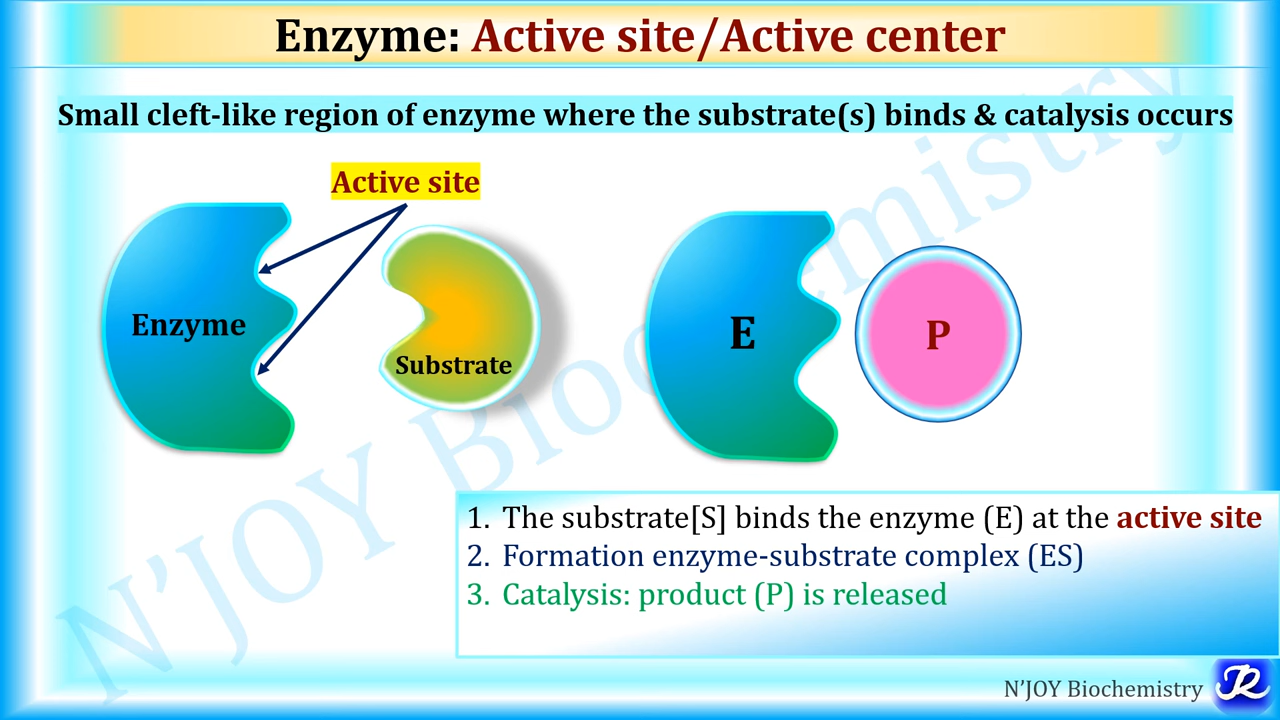 Enzyme: Active site/Active center
Small cleft-like region of enzyme where the substrate(s) binds & catalysis occurs
Active site
Enzyme
Substrate
E
P
1. The substrate[S] binds the enzyme (E) at the active site
2. Formation enzyme-substrate complex (ES)
3. Catalysis: product (P) is released
N'JOY Biochemistry
N'JOY Biochemistry